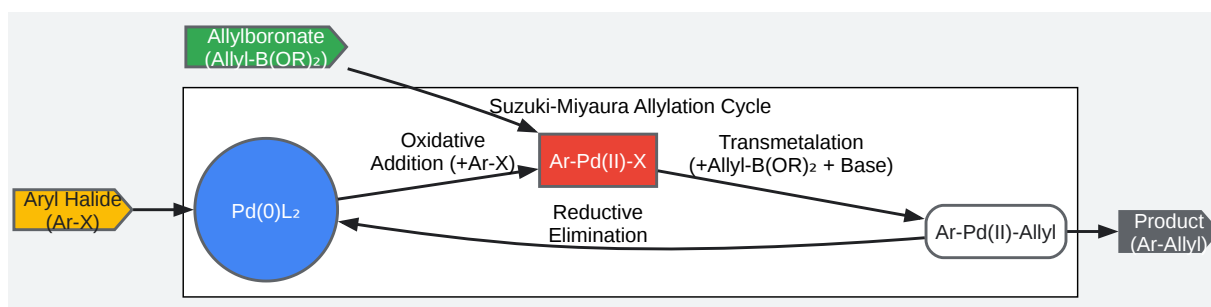 Allylboronate
(Allyl-B(OR)₂)
Suzuki-Miyaura Allylation Cycle
Oxidative
Addition (+Ar-X)
Ar-Pd(II)-X
Transmetalation
(+Allyl-B(OR)₂ + Base)
Aryl Halide
(Ar-X)
Pd(0)L₂
Reductive
Elimination
Ar-Pd(II)-Allyl
Product
(Ar-Allyl)